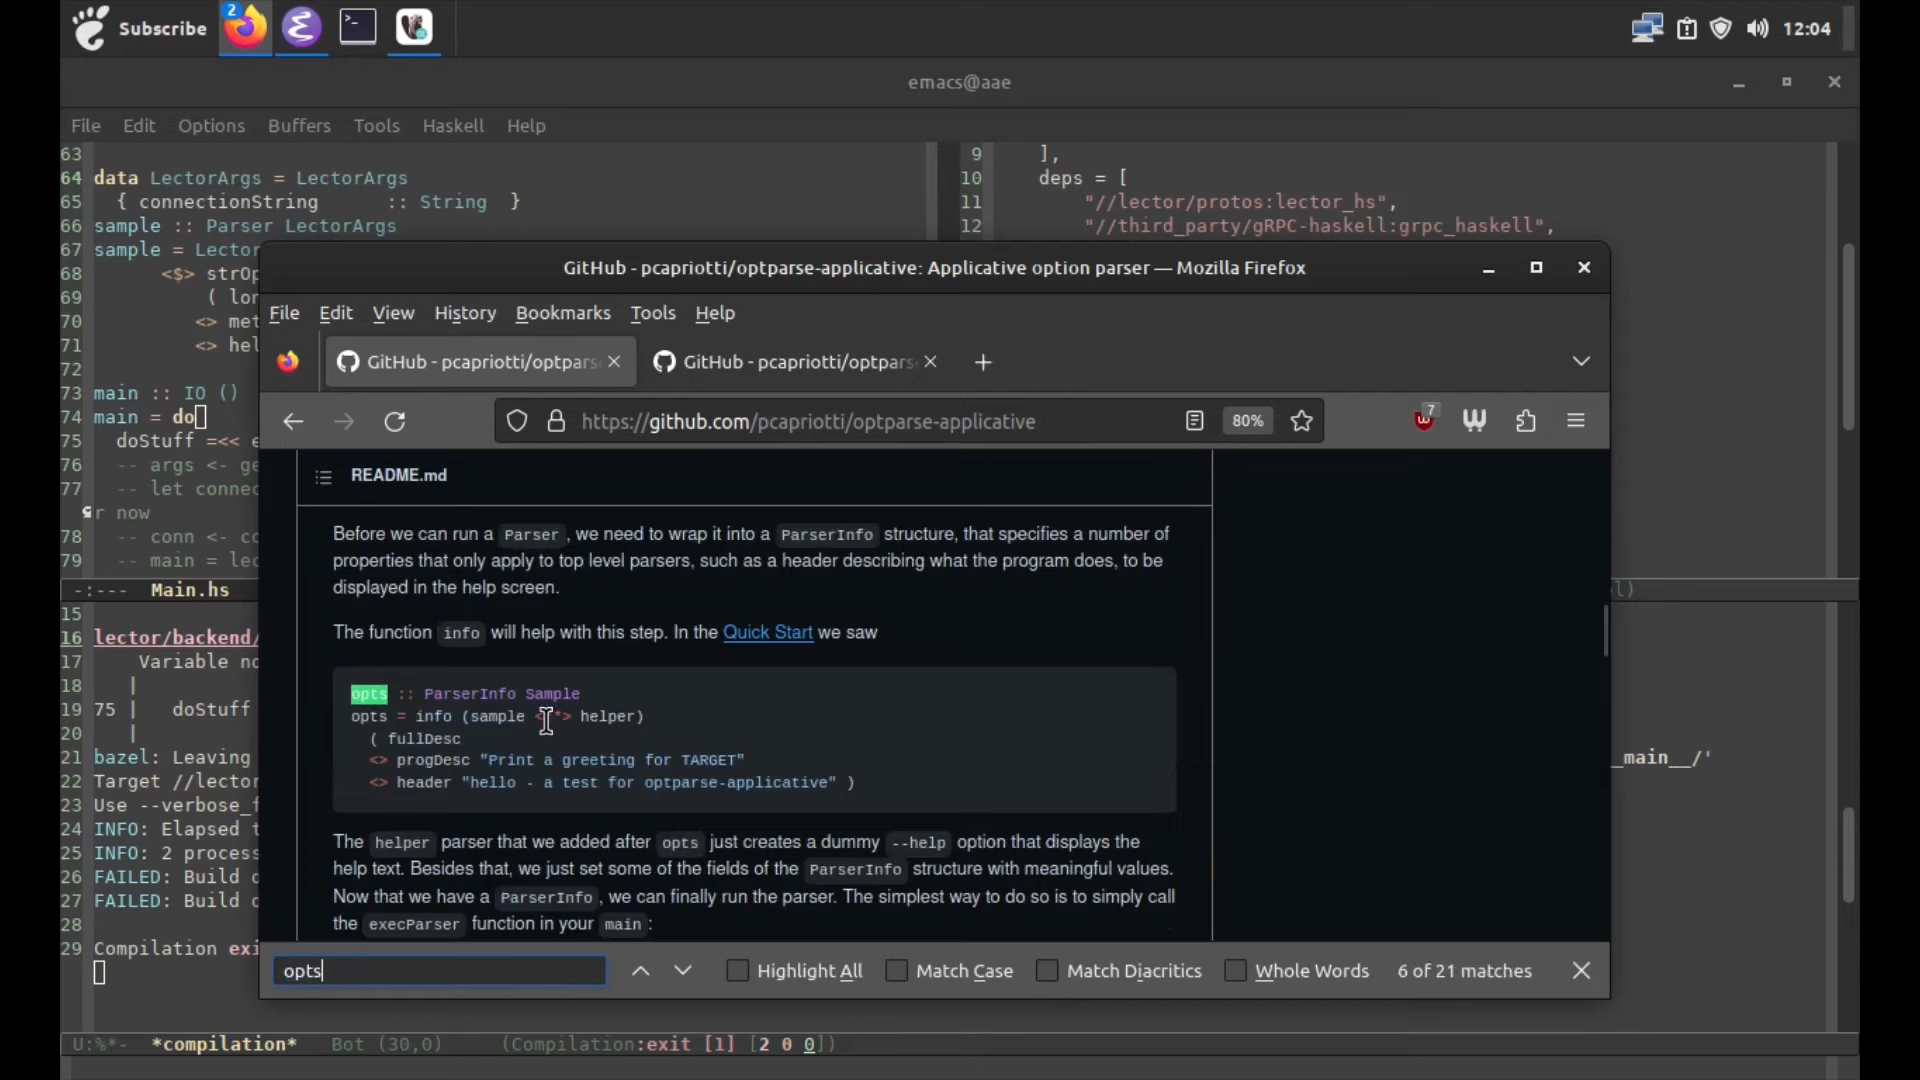 2
Subscribe
12:04
emacs@aae
File Edit Options Buffers Tools Haskell Help
63
64 data LectorArgs = LectorArgs
65 { connectionString :: String }
66 sample :: Parser LectorArgs
67 sample = Lector
68 <$> strOp
69 ( lon
70 <> met
71 <> hel
72
73 main :: IO ()
74 main = do
75 doStuff =<< e
76 -- args <- ge
77 -- let connec
r now
78 -- conn <- co
79 -- main = lec
-:--- Main.hs
9 ],
10 deps = [
11 "//lector/protos:lector_hs",
12 "//third_party/gRPC-haskell:grpc_haskell",
l)
GitHub - pcapriotti/optparse-applicative: Applicative option parser — Mozilla Firefox
File Edit View History Bookmarks Tools Help
GitHub - pcapriotti/optpars
GitHub - pcapriotti/optpars
https://github.com/pcapriotti/optparse-applicative
80%
7
README.md
Before we can run a Parser, we need to wrap it into a ParserInfo structure, that specifies a number of
properties that only apply to top level parsers, such as a header describing what the program does, to be
displayed in the help screen.
The function info will help with this step. In the Quick Start we saw
opts :: ParserInfo Sample
opts = info (sample <**> helper)
( fullDesc
<> progDesc "Print a greeting for TARGET"
<> header "hello - a test for optparse-applicative" )
The helper parser that we added after opts just creates a dummy --help option that displays the
help text. Besides that, we just set some of the fields of the ParserInfo structure with meaningful values.
Now that we have a ParserInfo, we can finally run the parser. The simplest way to do so is to simply call
the execParser function in your main:
opts
Highlight All
Match Case
Match Diacritics
Whole Words
6 of 21 matches
15
16 lector/backend/
17 Variable no
18 |
19 75 | doStuff
20 |
21 bazel: Leaving
__main__/'
22 Target //lector
23 Use --verbose_f
24 INFO: Elapsed t
25 INFO: 2 process
26 FAILED: Build c
27 FAILED: Build c
28
29 Compilation exi
U:%*- *compilation* Bot (30,0) (Compilation:exit [1] [2 0 0])